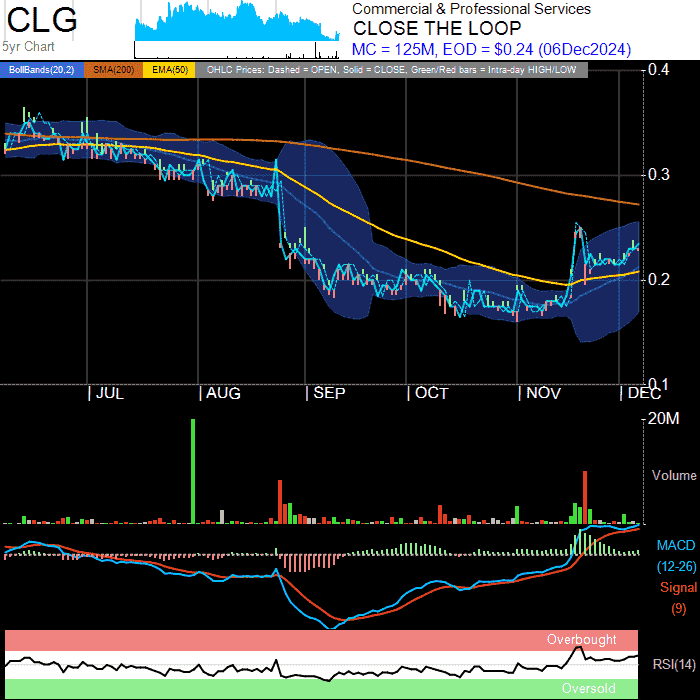 CLG
5yr Chart
Commercial & Professional Services
CLOSE THE LOOP
MC = 125M, EOD = $0.24 (06Dec2024)
BollBands(20,2) SMA(200) EMA(50) OHLC Prices: Dashed = OPEN, Solid = CLOSE, Green/Red bars = Intra-day HIGH/LOW
0.4
0.3
0.2
0.1
| JUL | AUG | SEP | OCT | NOV | DEC
20M
Volume
MACD
(12-26)
Signal
(9)
Overbought
RSI(14)
Oversold